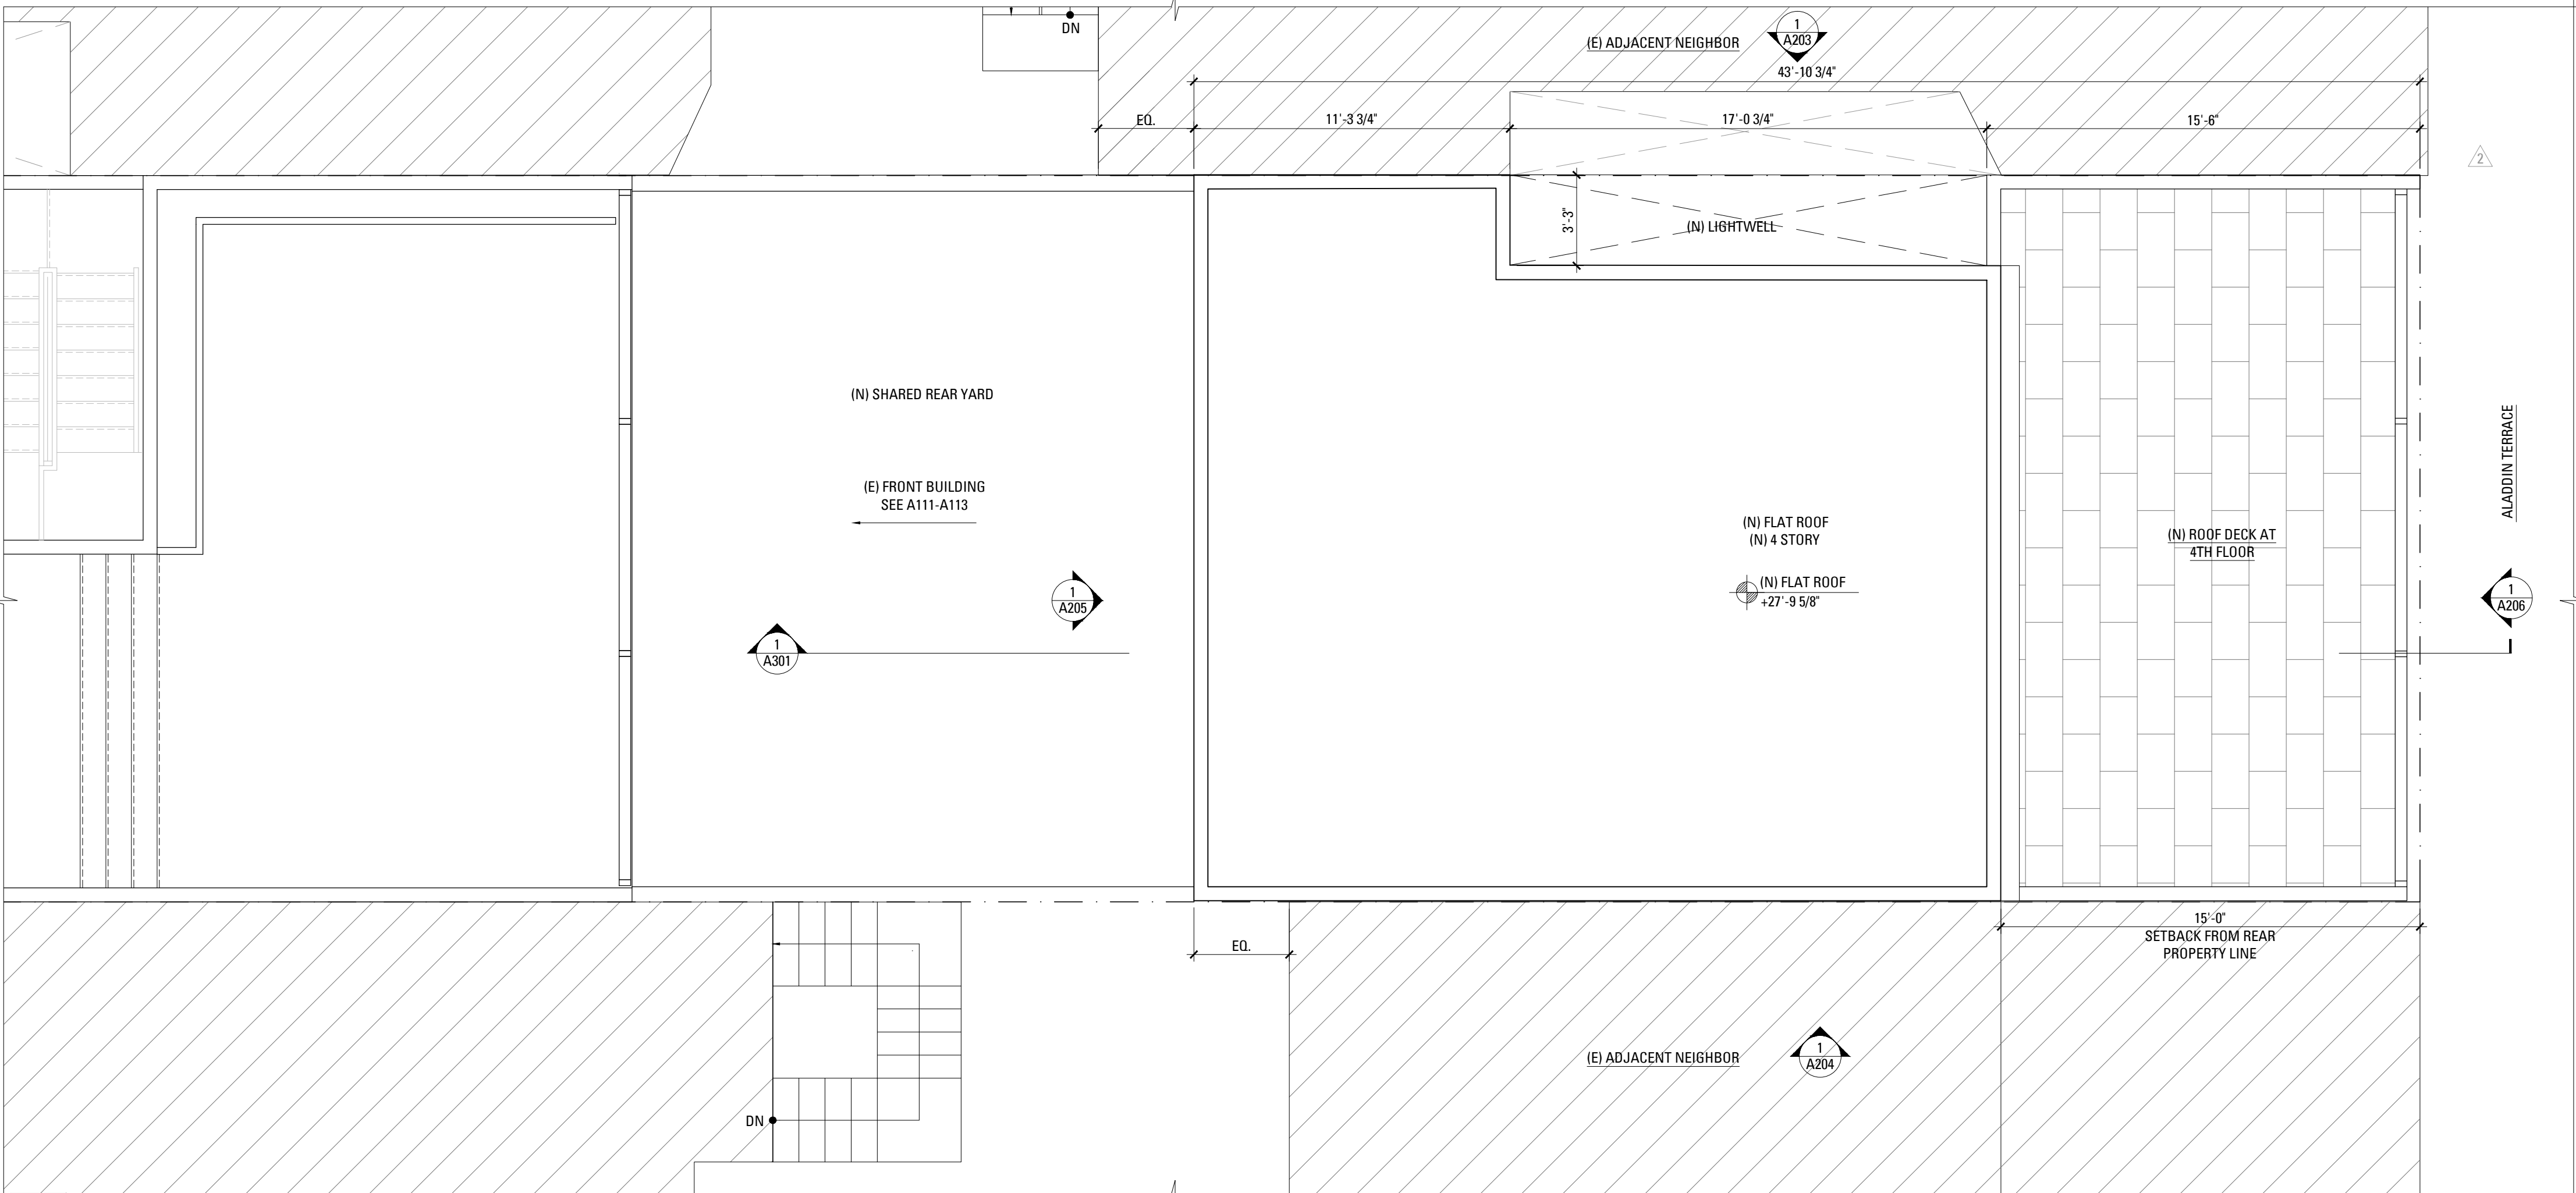 DN
(E) ADJACENT NEIGHBOR
1
A203
43'-10 3/4"
EQ.
11'-3 3/4"
17'-0 3/4"
15'-6"
2
3'-3"
(N) LIGHTWELL
(N) SHARED REAR YARD
(E) FRONT BUILDING
SEE A111-A113
(N) FLAT ROOF
(N) 4 STORY
(N) FLAT ROOF
+27'-9 5/8"
(N) ROOF DECK AT
4TH FLOOR
ALADDIN TERRACE
1
A205
1
A206
1
A301
15'-0"
SETBACK FROM REAR
PROPERTY LINE
EQ.
(E) ADJACENT NEIGHBOR
1
A204
DN